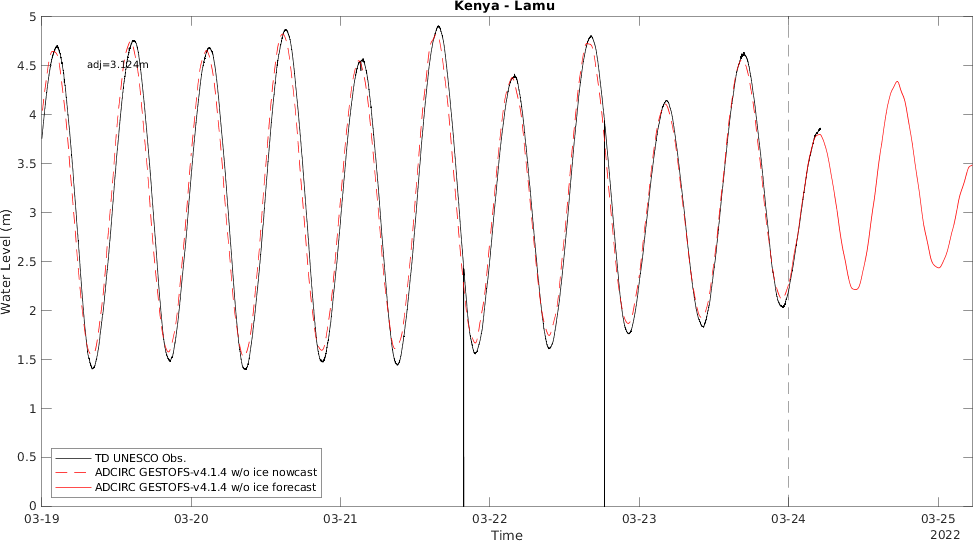 Kenya - Lamu
5
4.5
4
3.5
3
2.5
2
1.5
1
0.5
0
Water Level (m)
adj=3.124m
TD UNESCO Obs.
ADCIRC GESTOFS-v4.1.4 w/o ice nowcast
ADCIRC GESTOFS-v4.1.4 w/o ice forecast
03-19 03-20 03-21 03-22 03-23 03-24 03-25
Time
2022